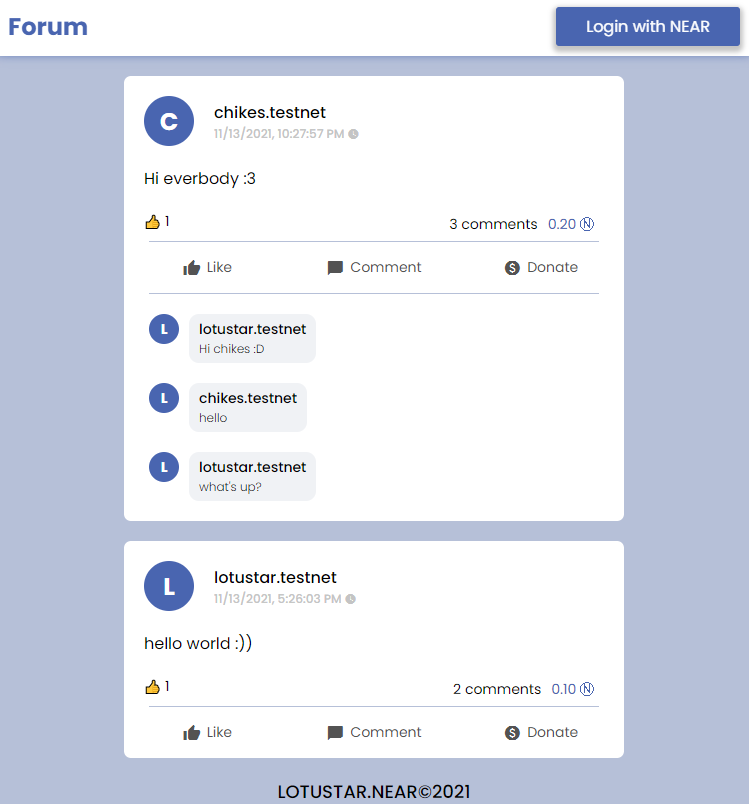 Forum
Login with NEAR
C
chikes.testnet
11/13/2021, 10:27:57 PM
Hi everbody :3
1
3 comments 0.20 N
Like Comment $ Donate
L
lotustar.testnet
Hi chikes :D
L
chikes.testnet
hello
L
lotustar.testnet
what's up?
L
lotustar.testnet
11/13/2021, 5:26:03 PM
hello world :))
1
2 comments 0.10 N
Like Comment $ Donate
LOTUSTAR.NEAR©2021